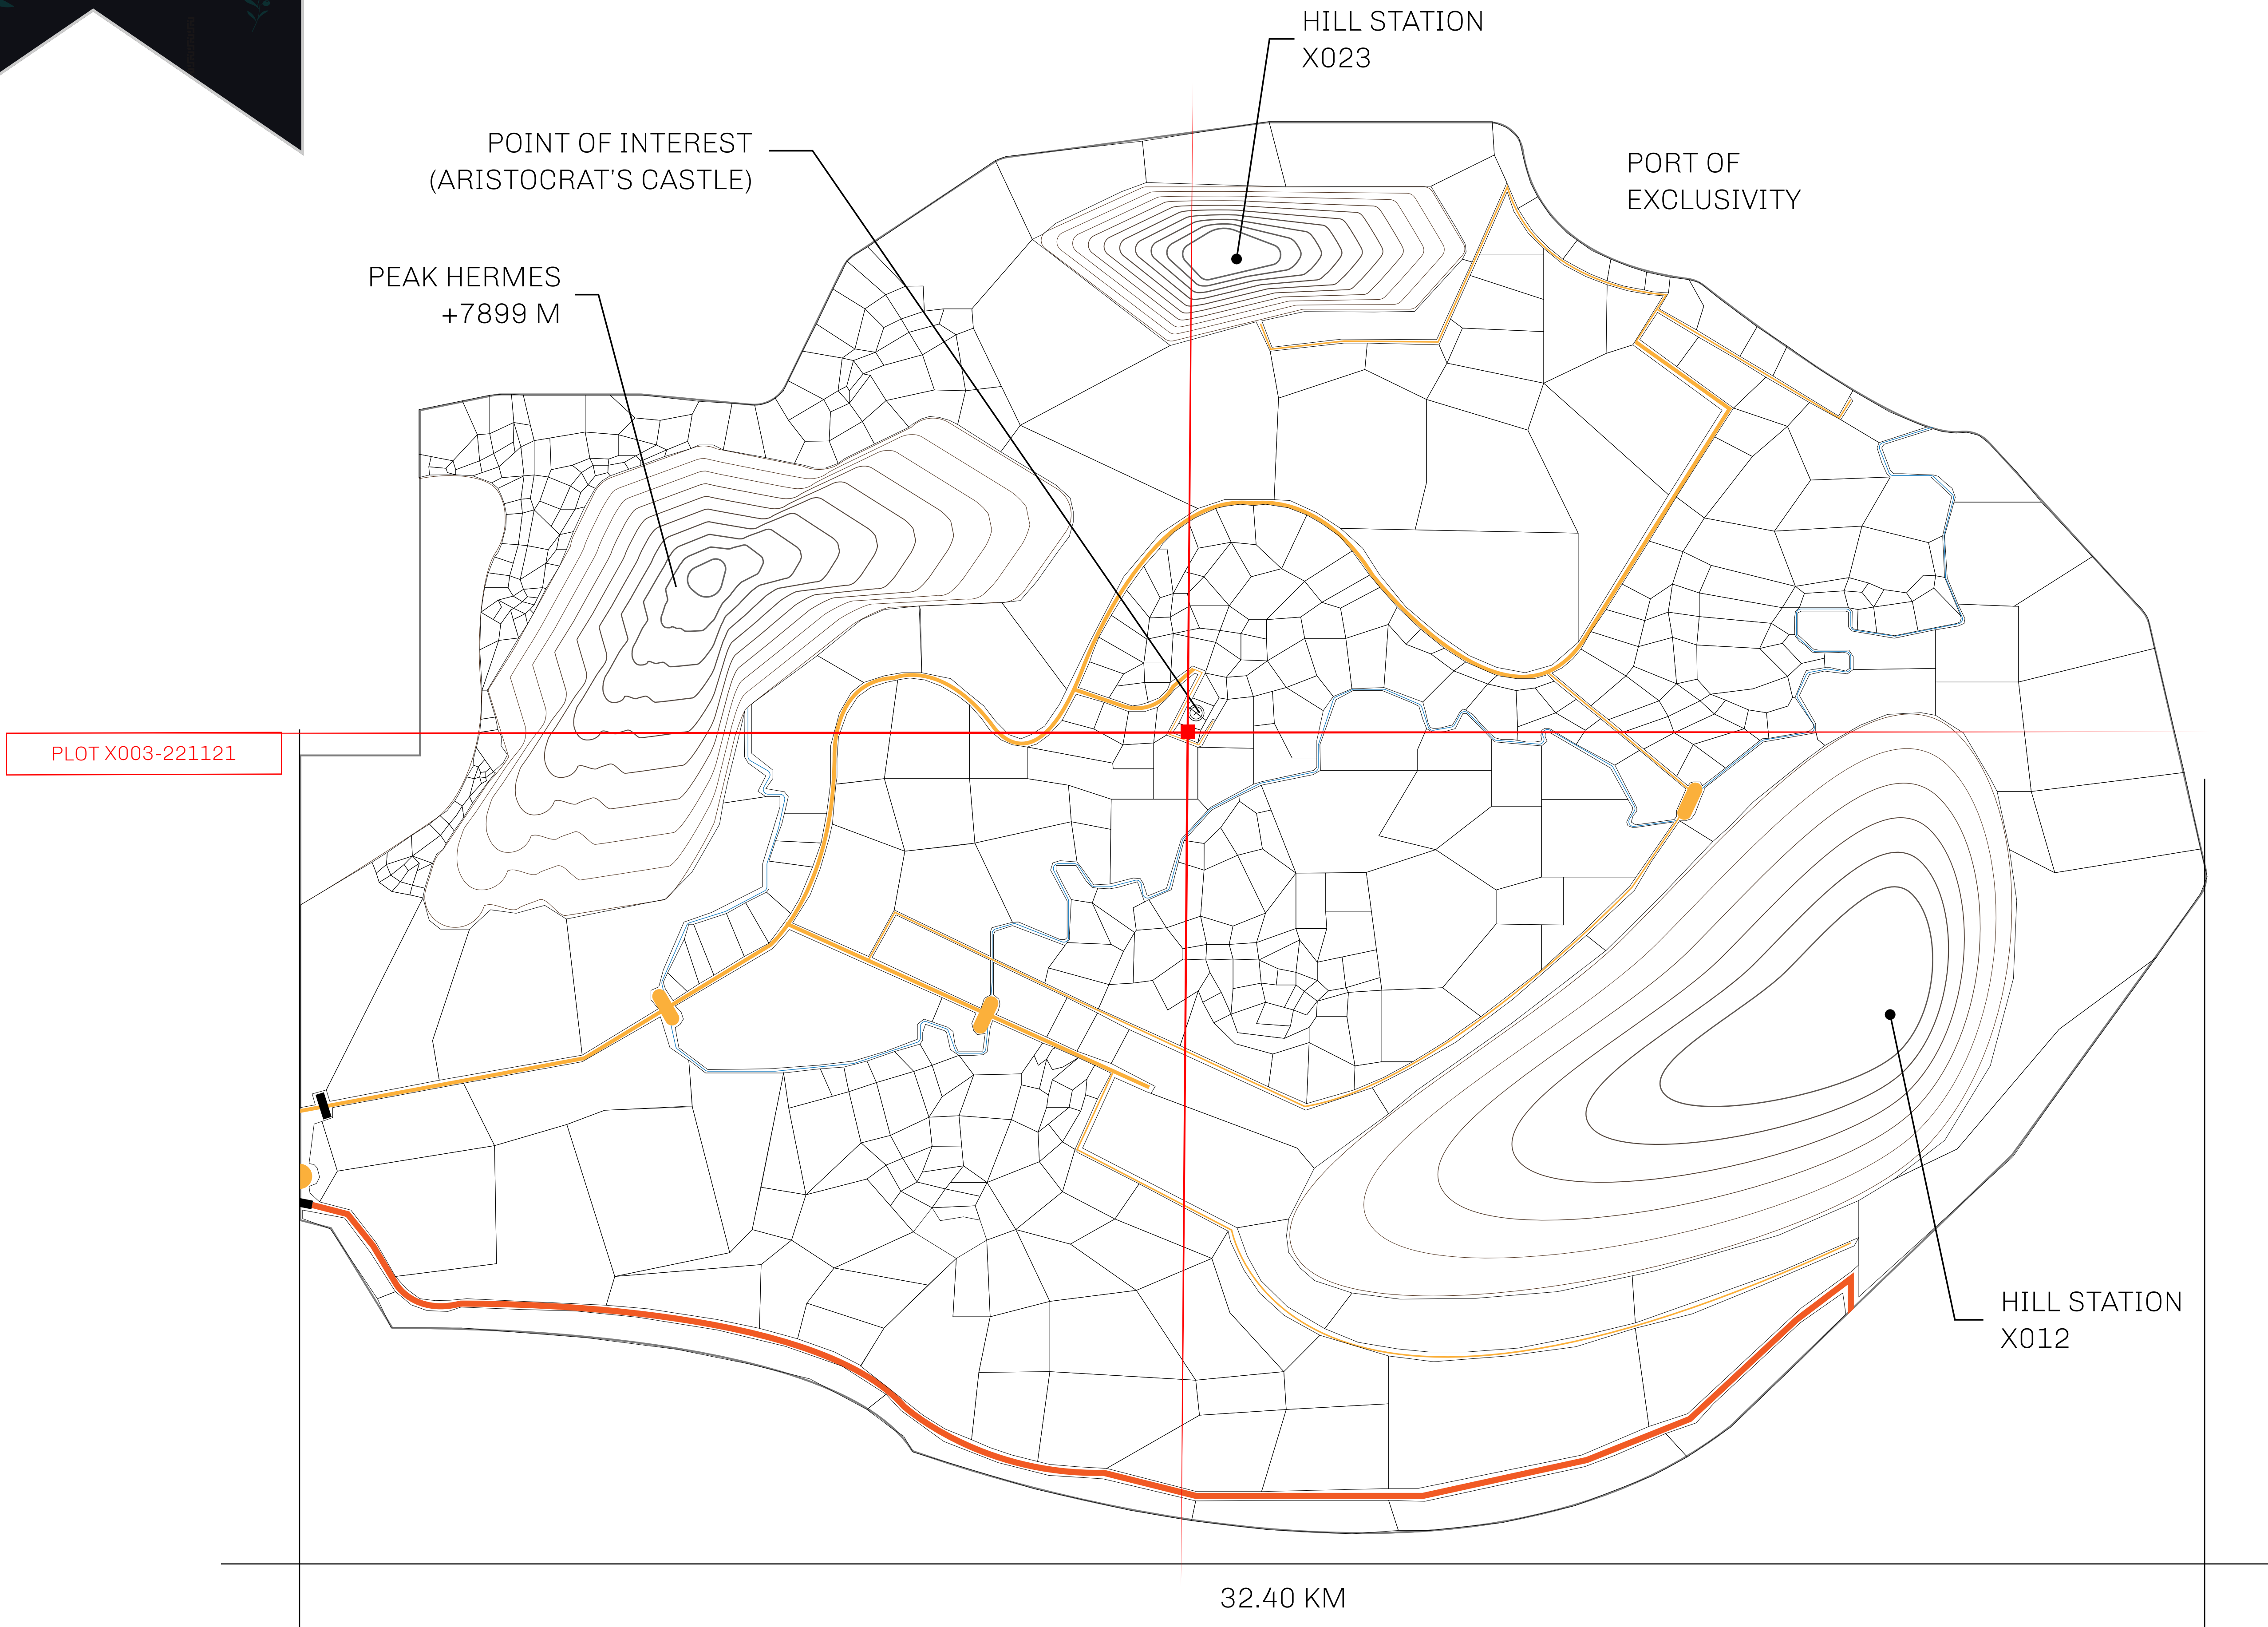 HILL STATION
X023
POINT OF INTEREST
(ARISTOCRAT'S CASTLE)
PORT OF
EXCLUSIVITY
PEAK HERMES
+7899 M
PLOT X003-221121
HILL STATION
X012
32.40 KM